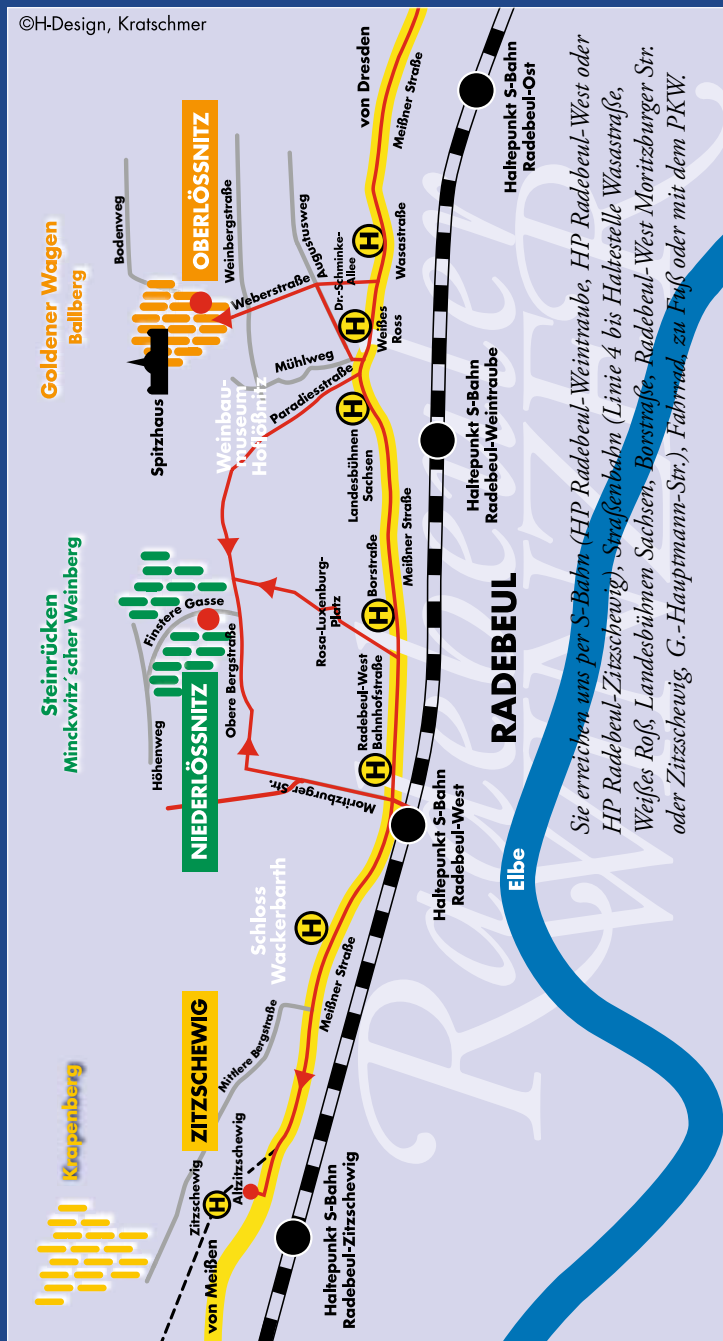 ©H-Design, Kratschmer
Krapenberg
Steinrücken
Minckwitz´scher Weinberg
Goldener Wagen
Ballberg
ZITZSCHEWIG
NIEDERLÖSSNITZ
OBERLÖSSNITZ
Spitzhaus
Bodenweg
Weinbergstraße
Augustusweg
Weberstraße
Mühlweg
Paradiesstraße
Weinbau-
museum
Hoflößnitz
Höhenweg
Finstere Gasse
Obere Bergstraße
Moritzburger Str.
Rosa-Luxemburg-
platz
Schloss
Wackerbarth
Mittlere Bergstraße
Zitzschewig
Altzitzschewig
von Meißen
H
Meißner Straße
H
H
Radebeul-West
Bahnhofstraße
H
Borstraße
Meißner Straße
H
Landesbühnen
Sachsen
H
Weißes
Ross
Dr.-Schminke-
Allee
H
Wasastraße
von Dresden
Meißner Straße
Haltepunkt S-Bahn
Radebeul-Zitzschewig
Haltepunkt S-Bahn
Radebeul-West
Haltepunkt S-Bahn
Radebeul-Weintraube
Haltepunkt S-Bahn
Radebeul-Ost
RADEBEUL
Elbe
Sie erreichen uns per S-Bahn (HP Radebeul-Weintraube, HP Radebeul-West oder
HP Radebeul-Zitzschewig), Straßenbahn (Linie 4 bis Haltestelle Wasastraße,
Weißes Roß, Landesbühnen Sachsen, Borstraße, Radebeul-West Moritzburger Str.
oder Zitzschewig, G.-Hauptmann-Str.), Fahrrad, zu Fuß oder mit dem PKW.